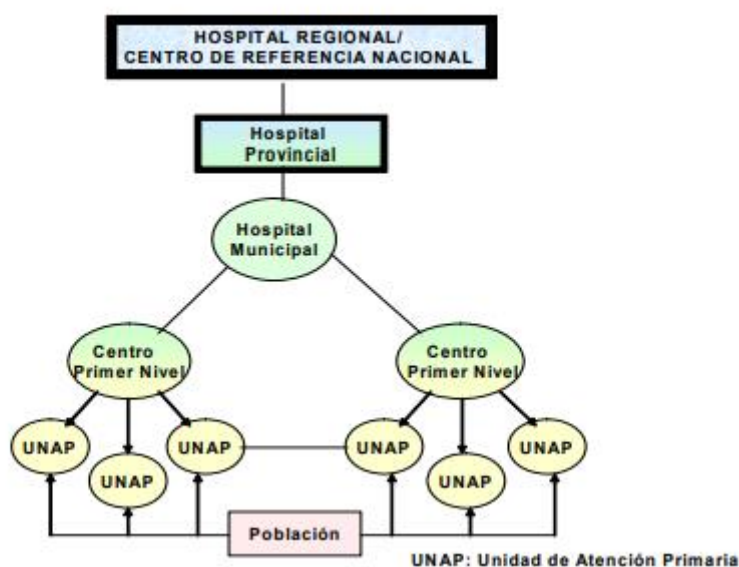 HOSPITAL REGIONAL/
CENTRO DE REFERENCIA NACIONAL
Hospital
Provincial
Hospital
Municipal
Centro
Primer Nivel
Centro
Primer Nivel
UNAP
UNAP
UNAP
UNAP
UNAP
UNAP
Población
UNAP: Unidad de Atención Primaria